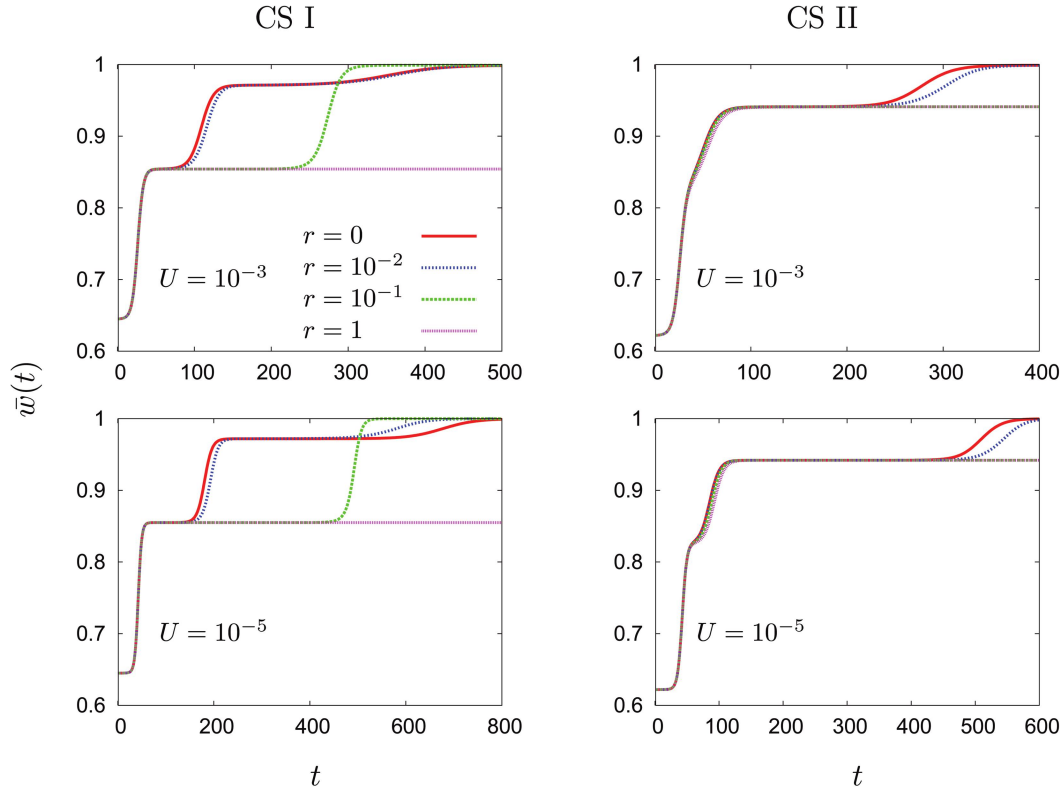 CS I
CS II
1
0.9
0.8
0.7
0.6
0 100 200 300 400 500
r = 0
r = 10⁻²
r = 10⁻¹
r = 1
U = 10⁻³
1
0.9
0.8
0.7
0.6
0 100 200 300 400
U = 10⁻³
w̄(t)
1
0.9
0.8
0.7
0.6
0 200 400 600 800
U = 10⁻⁵
t
1
0.9
0.8
0.7
0.6
0 100 200 300 400 500 600
U = 10⁻⁵
t